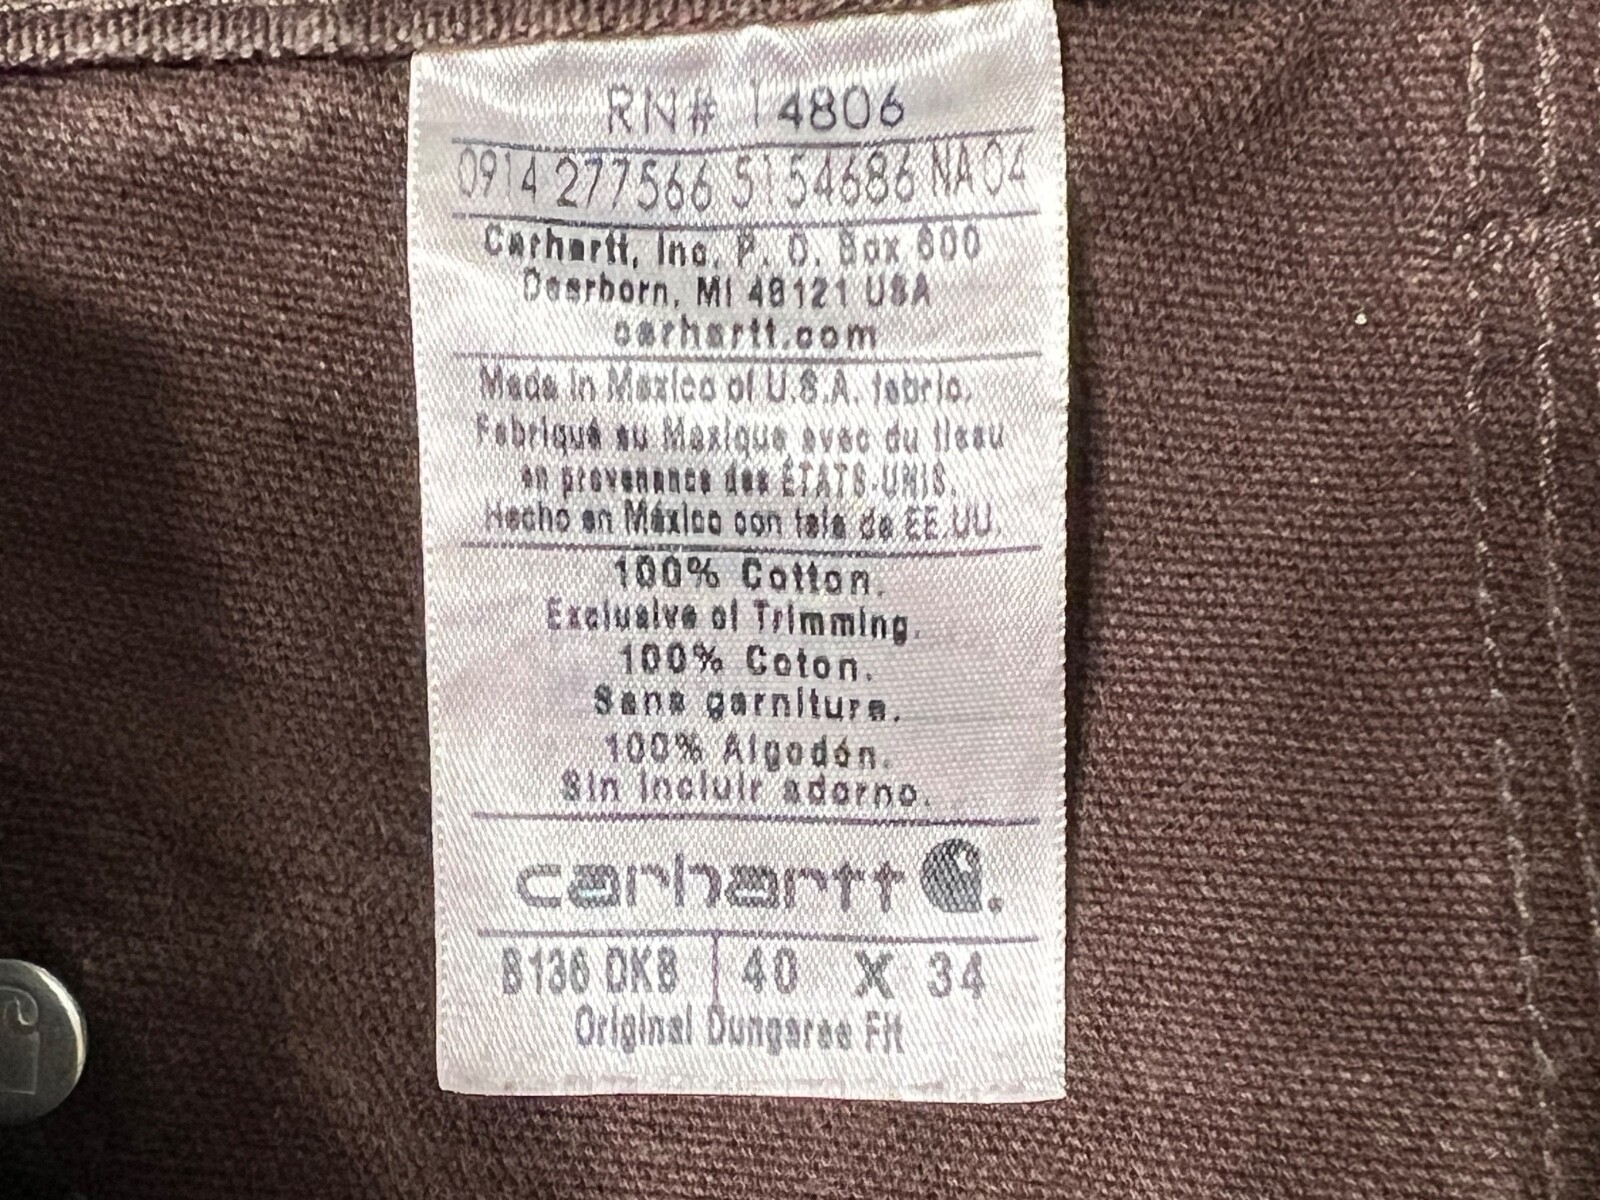 RN# 14806
0914 277566 5154686 NA04
Carhartt, Inc. P. O. Box 600
Dearborn, MI 48121 USA
carhartt.com
Made in Mexico of U.S.A. fabric.
Fabriqué au Mexique avec du tissu
en provenance des ÉTATS-UNIS.
Hecho en México con tela de EE.UU.
100% Cotton.
Exclusive of Trimming.
100% Coton.
Sans garniture.
100% Algodón.
Sin incluir adorno.
carhartt
B136 DKB 40 X 34
Original Dungaree Fit